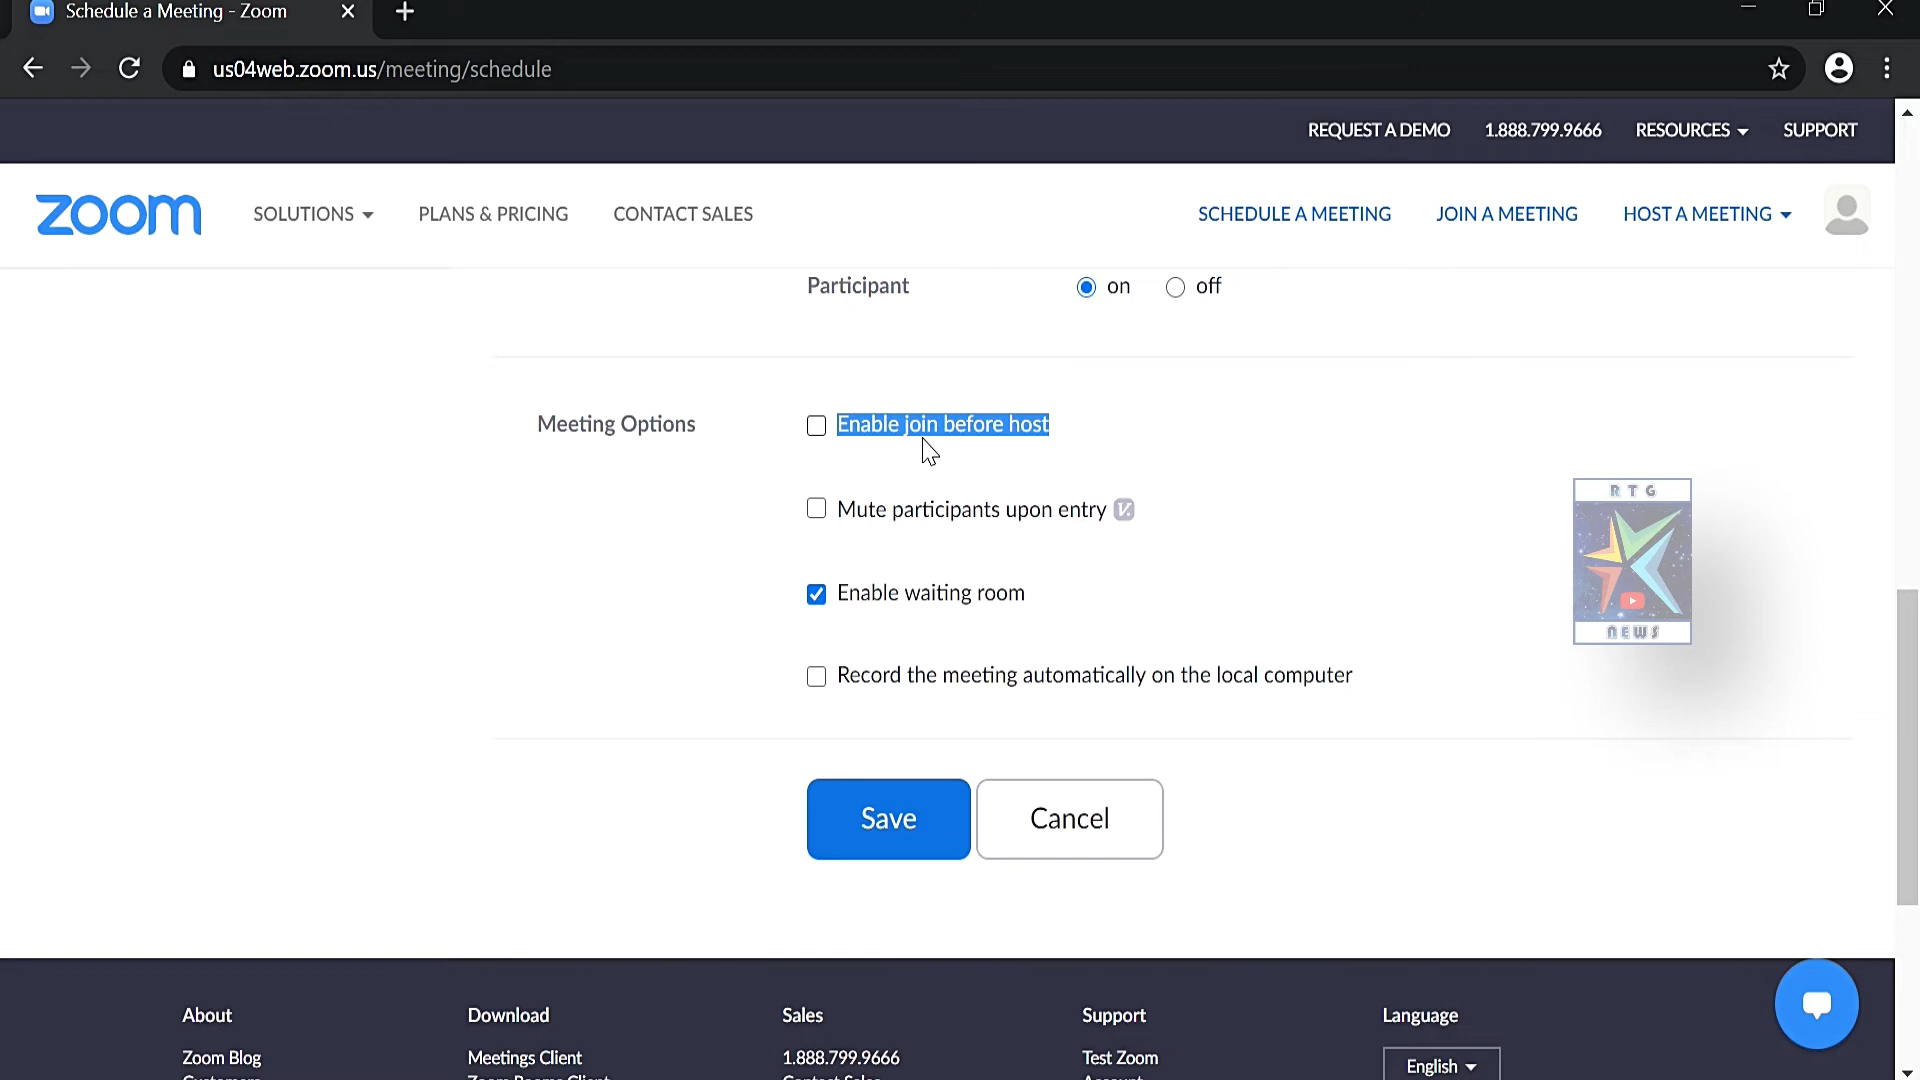 Schedule a Meeting - Zoom
us04web.zoom.us/meeting/schedule
REQUEST A DEMO 1.888.799.9666 RESOURCES SUPPORT
zoom SOLUTIONS PLANS & PRICING CONTACT SALES SCHEDULE A MEETING JOIN A MEETING HOST A MEETING
Participant on off
Meeting Options Enable join before host
Mute participants upon entry V.
Enable waiting room
Record the meeting automatically on the local computer
RTG
NEWS
Save Cancel
About Download Sales Support Language
Zoom Blog Meetings Client 1.888.799.9666 Test Zoom English